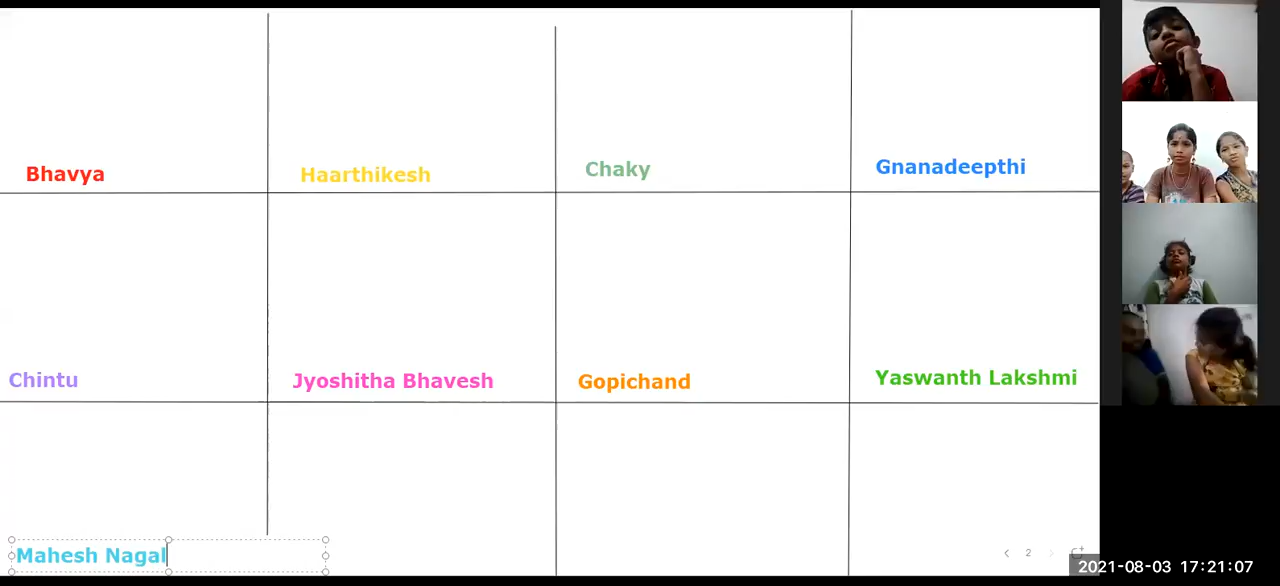 Bhavya
Haarthikesh
Chaky
Gnanadeepthi
Chintu
Jyoshitha Bhavesh
Gopichand
Yaswanth Lakshmi
Mahesh Nagal
2
2021-08-03 17:21:07